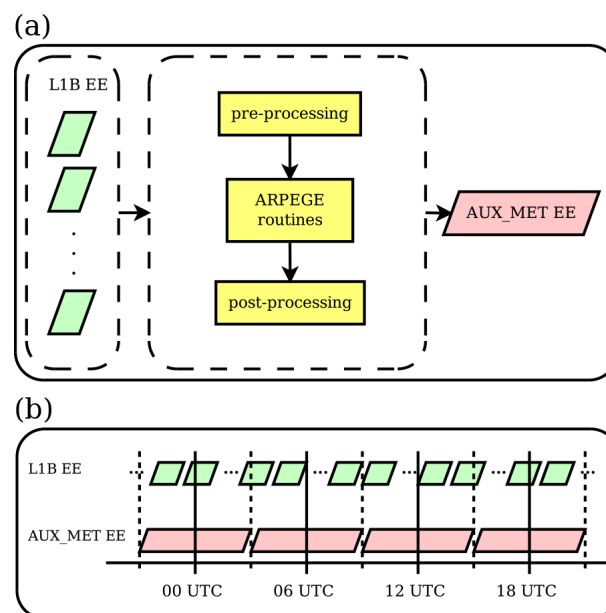 (a)
L1B EE
pre-processing
ARPEGE
routines
post-processing
AUX_MET EE
(b)
L1B EE
AUX_MET EE
00 UTC
06 UTC
12 UTC
18 UTC